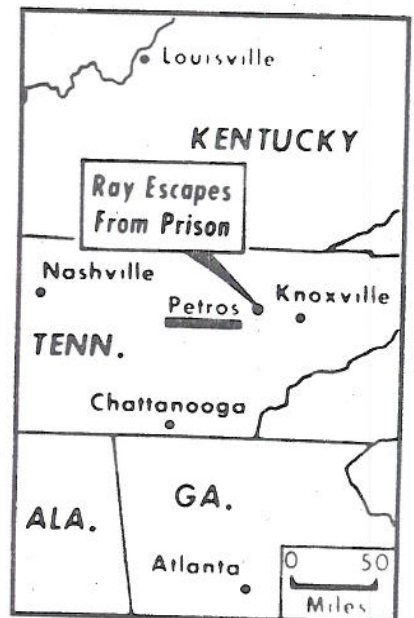 Louisville
KENTUCKY
Ray Escapes
From Prison
Nashville
Petros
Knoxville
TENN.
Chattanooga
ALA.
GA.
Atlanta
0 50
Miles